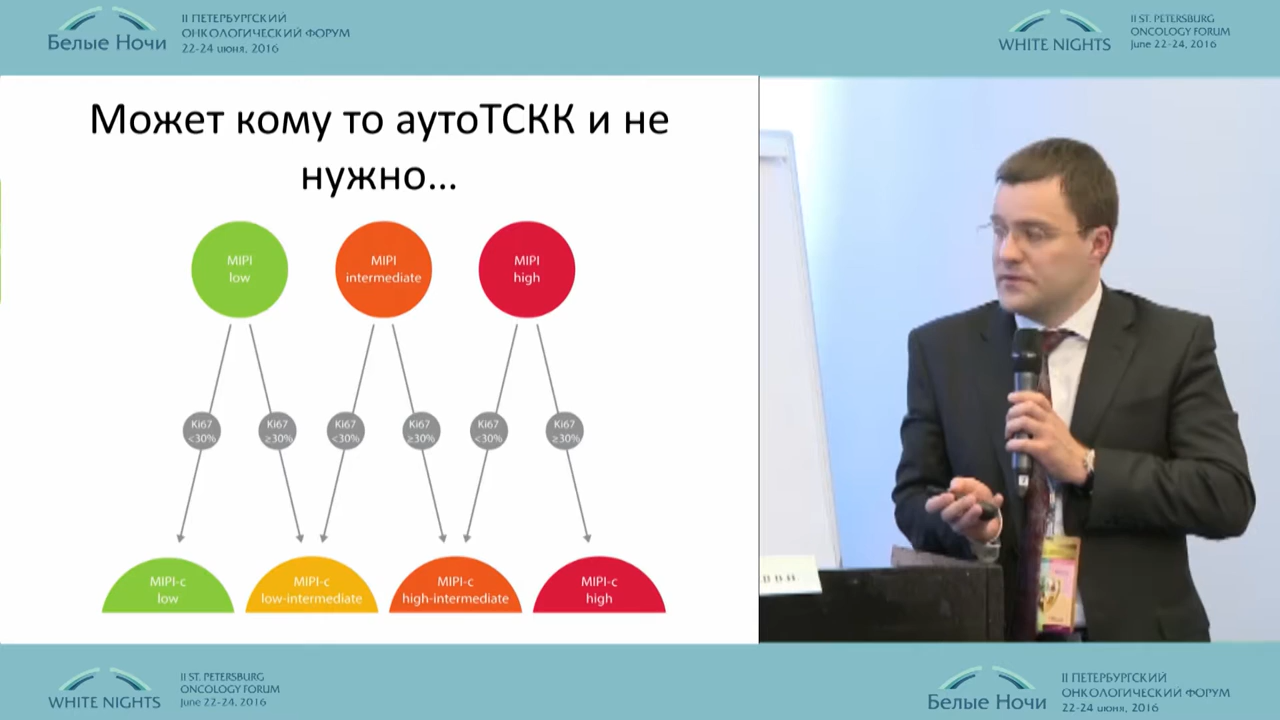 Белые Ночи
II ПЕТЕРБУРГСКИЙ
ОНКОЛОГИЧЕСКИЙ ФОРУМ
22-24 июня, 2016
WHITE NIGHTS
II ST. PETERSBURG
ONCOLOGY FORUM
June 22-24, 2016
Может кому то аутоТСКК и не
нужно...
MIPI
low
MIPI
intermediate
MIPI
high
Ki67
<30%
Ki67
≥30%
Ki67
<30%
Ki67
≥30%
Ki67
<30%
Ki67
≥30%
MIPI-c
low
MIPI-c
low-intermediate
MIPI-c
high-intermediate
MIPI-c
high
WHITE NIGHTS
II ST. PETERSBURG
ONCOLOGY FORUM
June 22-24, 2016
Белые Ночи
II ПЕТЕРБУРГСКИЙ
ОНКОЛОГИЧЕСКИЙ ФОРУМ
22-24 июня, 2016